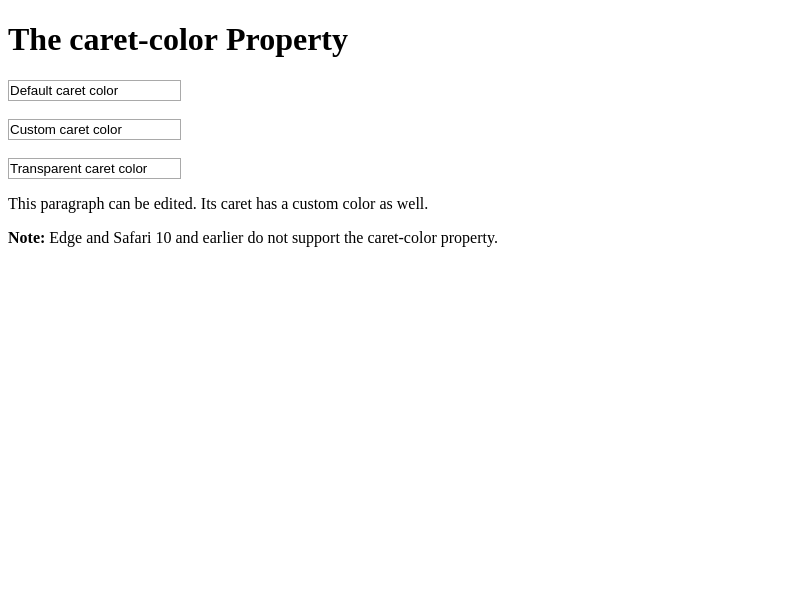 The caret-color Property
Default caret color
Custom caret color
Transparent caret color
This paragraph can be edited. Its caret has a custom color as well.
Note: Edge and Safari 10 and earlier do not support the caret-color property.